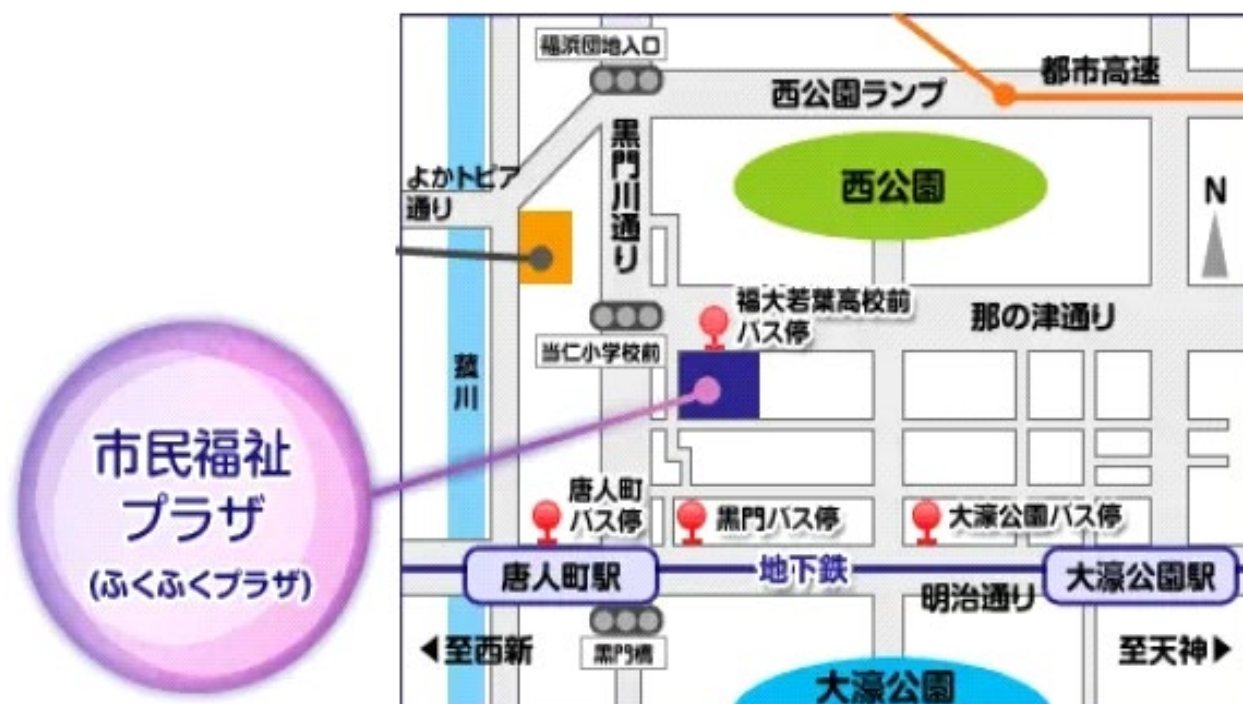 福浜団地入口
都市高速
西公園ランプ
黒門川通り
よかトピア
通り
西公園
N
福大若葉高校前
バス停
那の津通り
当仁小学校前
菰川
市民福祉
プラザ
(ふくふくプラザ)
唐人町
バス停
黒門バス停
大濠公園バス停
唐人町駅
地下鉄
大濠公園駅
明治通り
◀至西新
黒門橋
至天神▶
大濠公園